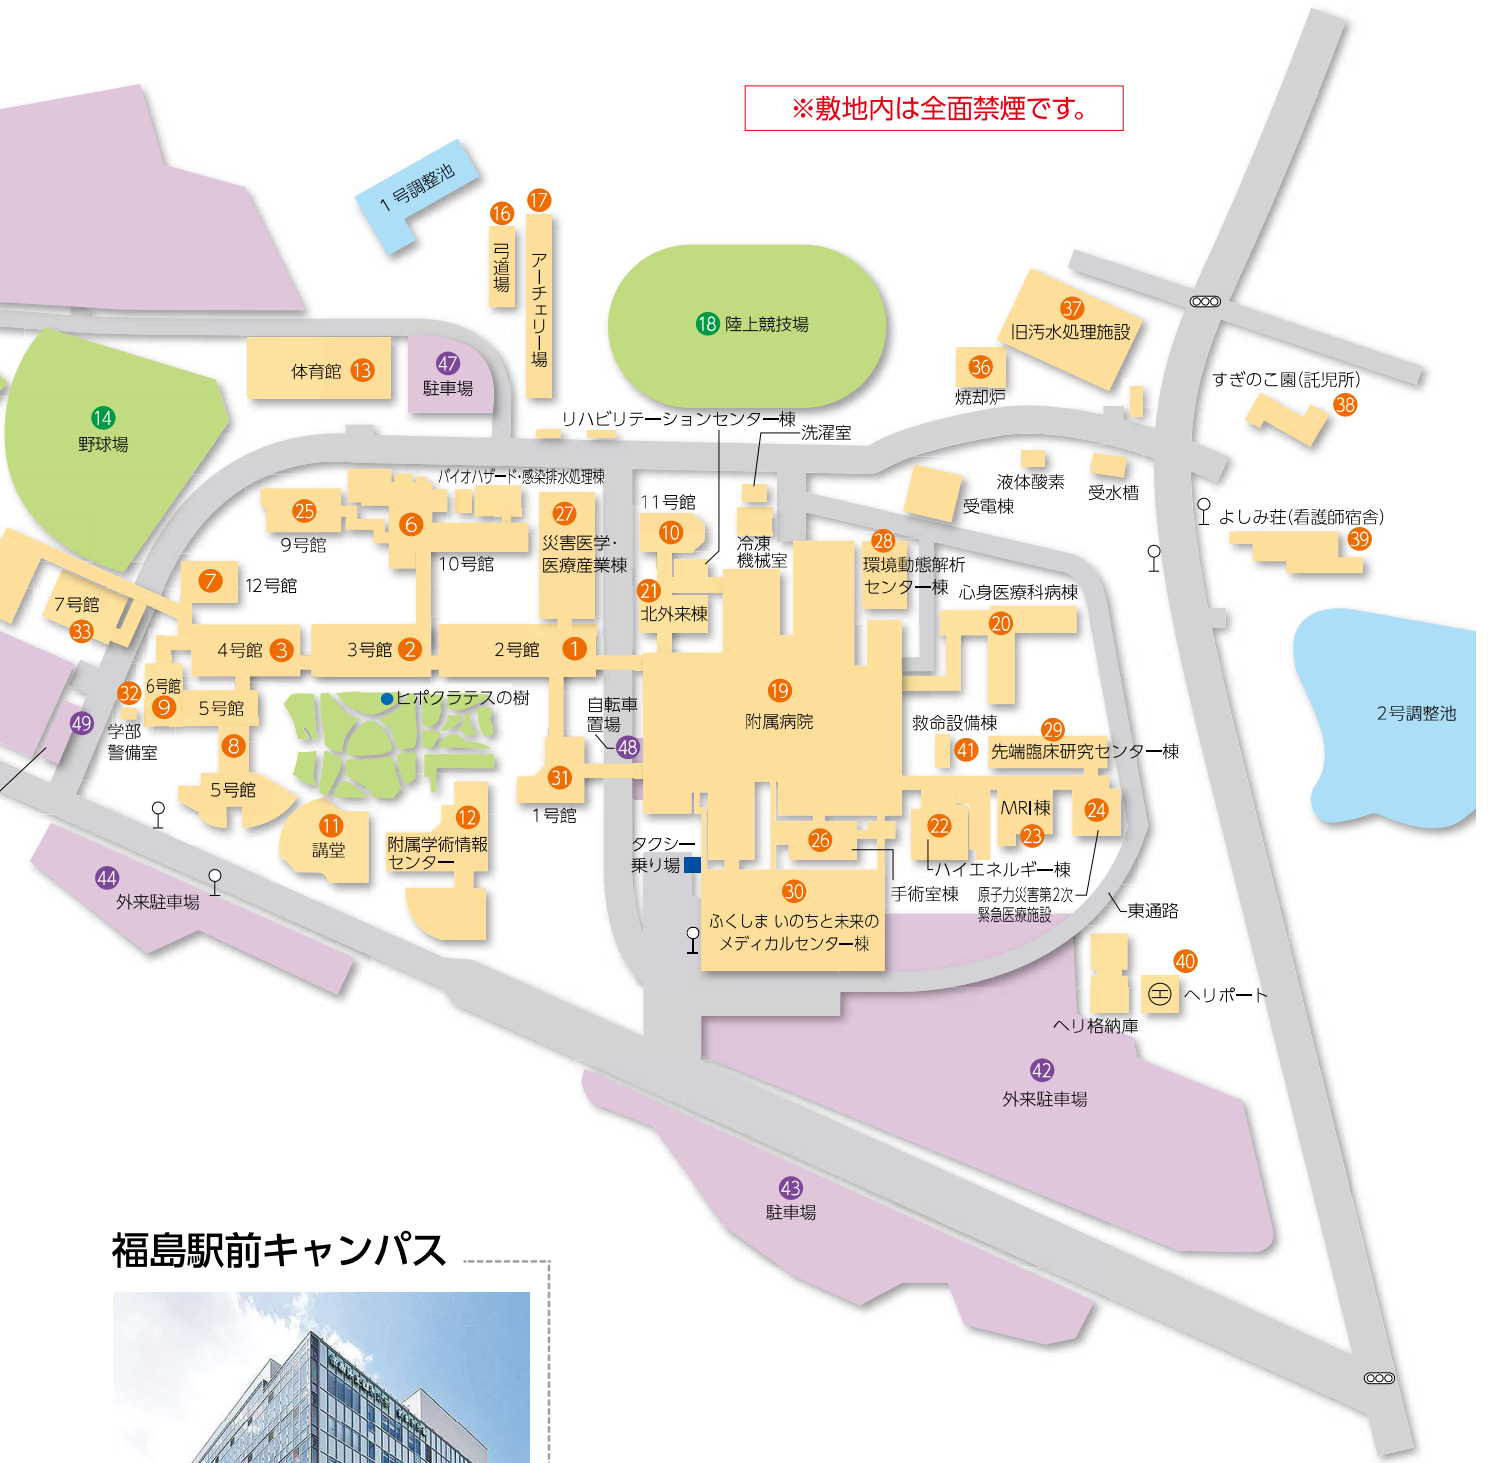 ※敷地内は全面禁煙です。
1号調整池
16
弓道場
17
アーチェリー場
18 陸上競技場
37
旧汚水処理施設
36
焼却炉
すぎのこ園(託児所)
38
体育館 13
47
駐車場
14
野球場
リハビリテーションセンター棟
洗濯室
バイオハザード・感染排水処理棟
液体酸素
受水槽
受電棟
よしみ荘(看護師宿舎)
39
25
9号館
6
10号館
27
災害医学・
医療産業棟
11号館
10
冷凍
機械室
28
環境動態解析
センター棟
心身医療科病棟
20
7
12号館
7号館
33
21
北外来棟
4号館 3
3号館 2
2号館 1
ヒポクラテスの樹
19
附属病院
2号調整池
32
学部
警備室
6号館
9
5号館
8
5号館
49
自転車
置場
48
31
1号館
救命設備棟
41
29
先端臨床研究センター棟
11
講堂
12
附属学術情報
センター
タクシー
乗り場
26
手術室棟
22
ハイエネルギー棟
MRI棟
23
24
原子力災害第2次
緊急医療施設
東通路
44
外来駐車場
30
ふくしま いのちと未来の
メディカルセンター棟
40
H ヘリポート
ヘリ格納庫
42
外来駐車場
43
駐車場
福島駅前キャンパス